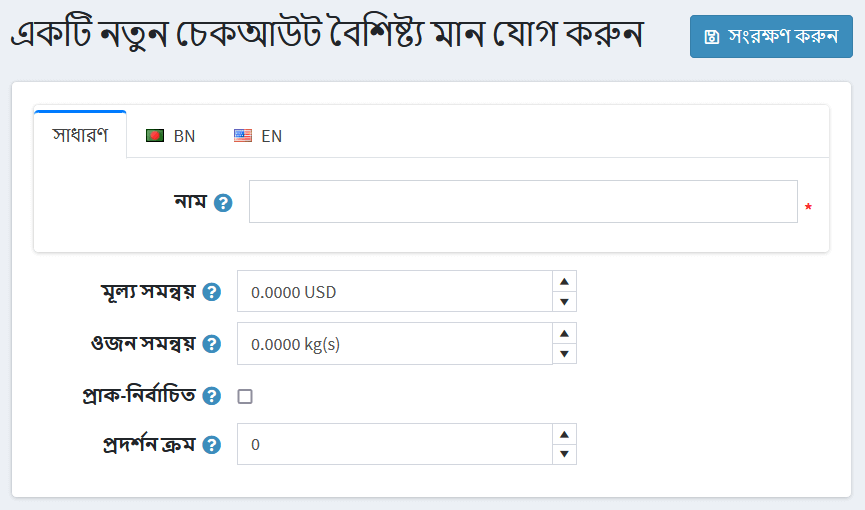 একটি নতুন চেকআউট বৈশিষ্ট্য মান যোগ করুন
সংরক্ষণ করুন
সাধারণ BN EN
নাম ? *
মূল্য সমন্বয় ? 0.0000 USD
ওজন সমন্বয় ? 0.0000 kg(s)
প্রাক-নির্বাচিত ?
প্রদর্শন ক্রম ? 0